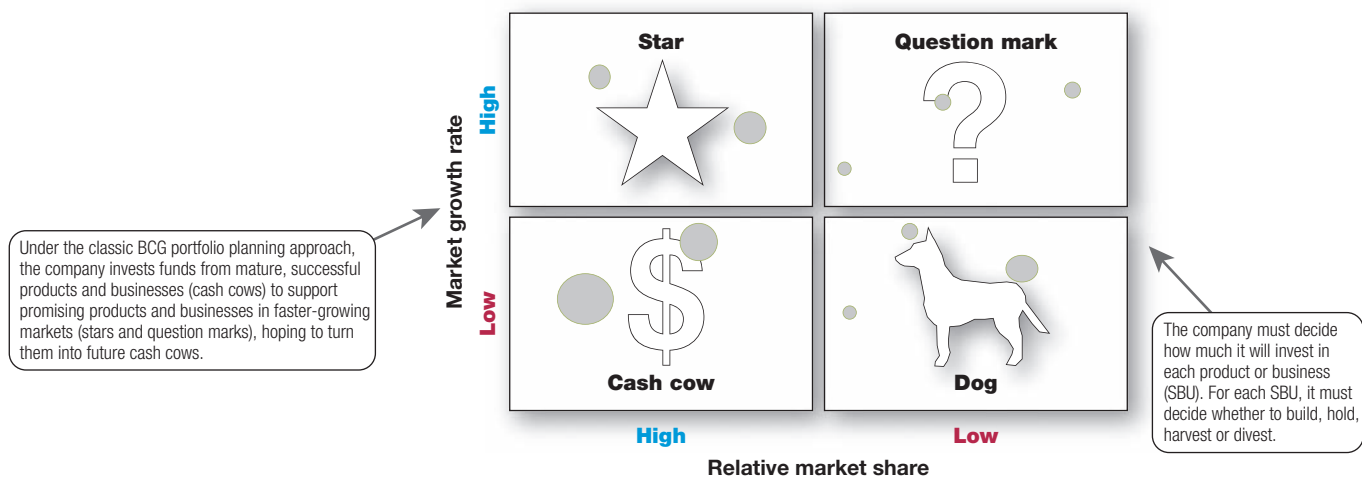 Star
Question mark
High
Market growth rate
Low
Under the classic BCG portfolio planning approach,
the company invests funds from mature, successful
products and businesses (cash cows) to support
promising products and businesses in faster-growing
markets (stars and question marks), hoping to turn
them into future cash cows.
?
$
Cash cow
Dog
The company must decide
how much it will invest in
each product or business
(SBU). For each SBU, it must
decide whether to build, hold,
harvest or divest.
High
Low
Relative market share